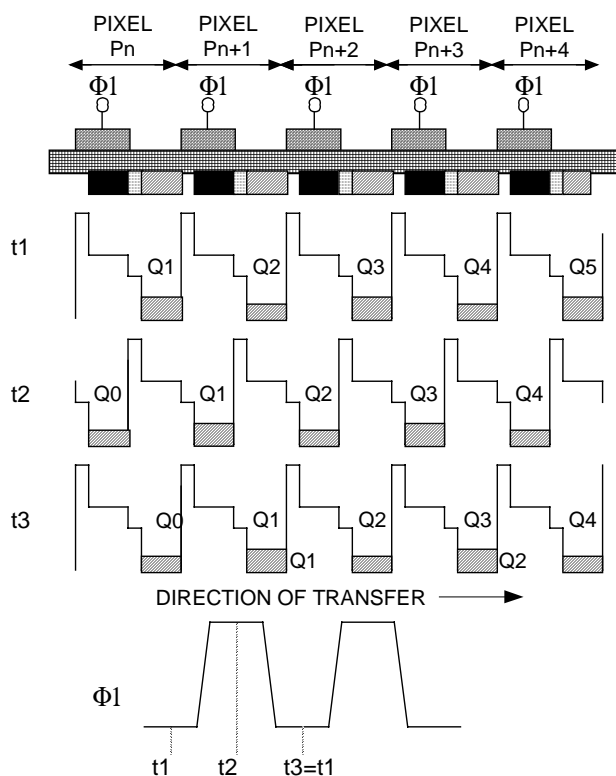 PIXEL PIXEL PIXEL PIXEL PIXEL
Pn Pn+1 Pn+2 Pn+3 Pn+4
Φ1 Φ1 Φ1 Φ1 Φ1
t1 Q1 Q2 Q3 Q4 Q5
t2 Q0 Q1 Q2 Q3 Q4
t3 Q0 Q1 Q2 Q3 Q4
Q1 Q2
DIRECTION OF TRANSFER
Φ1
t1 t2 t3=t1